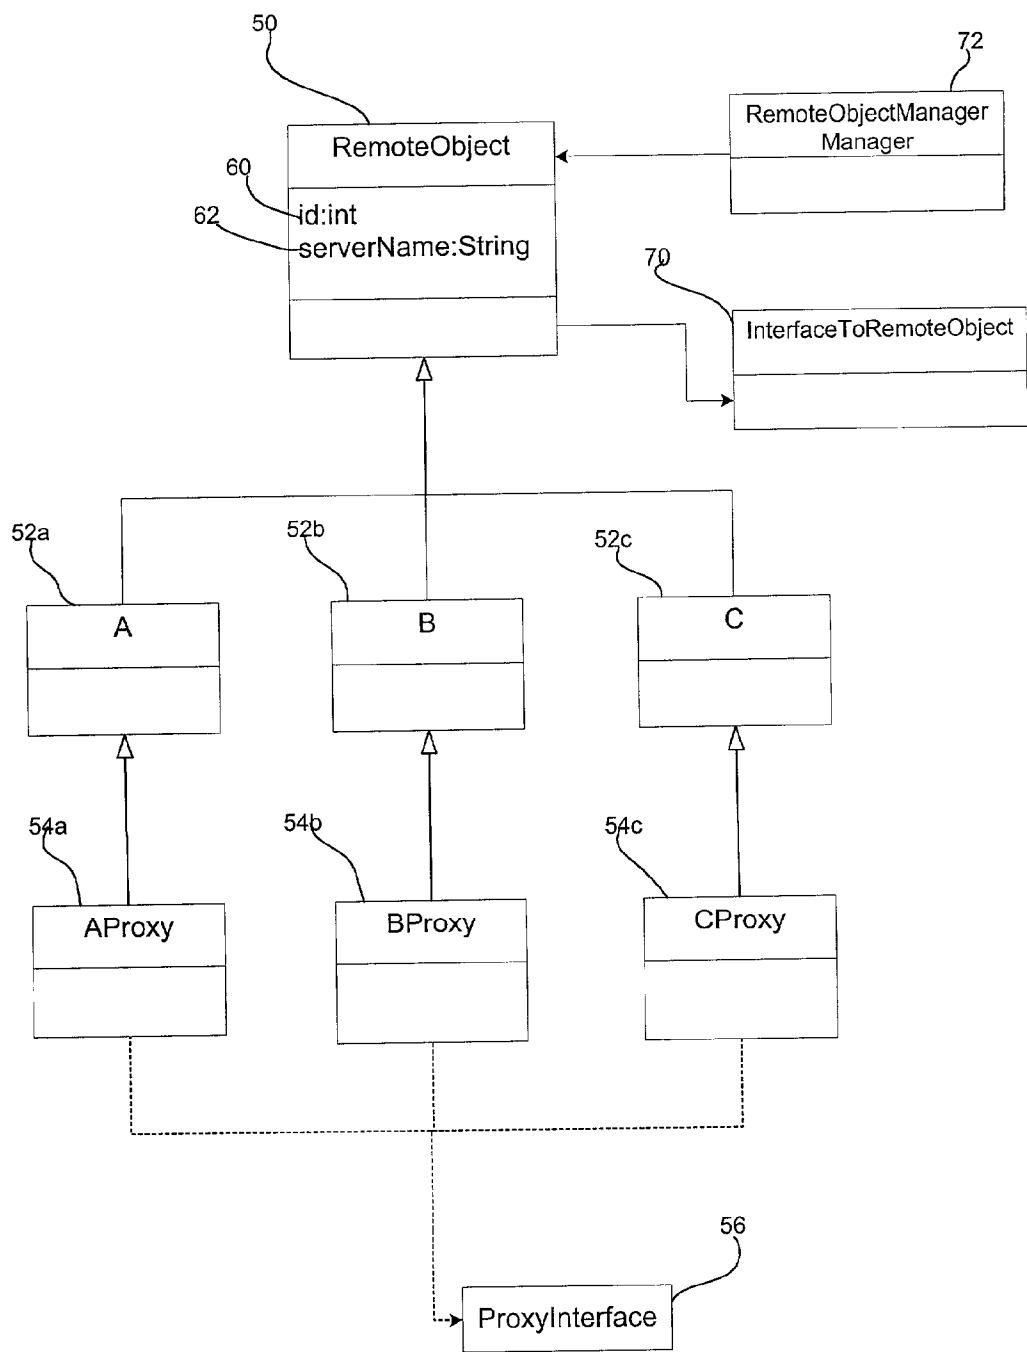 50
72
RemoteObjectManager
Manager
RemoteObject
60
id:int
62
serverName:String
70
InterfaceToRemoteObject
52a
52b
52c
A
B
C
54a
54b
54c
AProxy
BProxy
CProxy
56
ProxyInterface